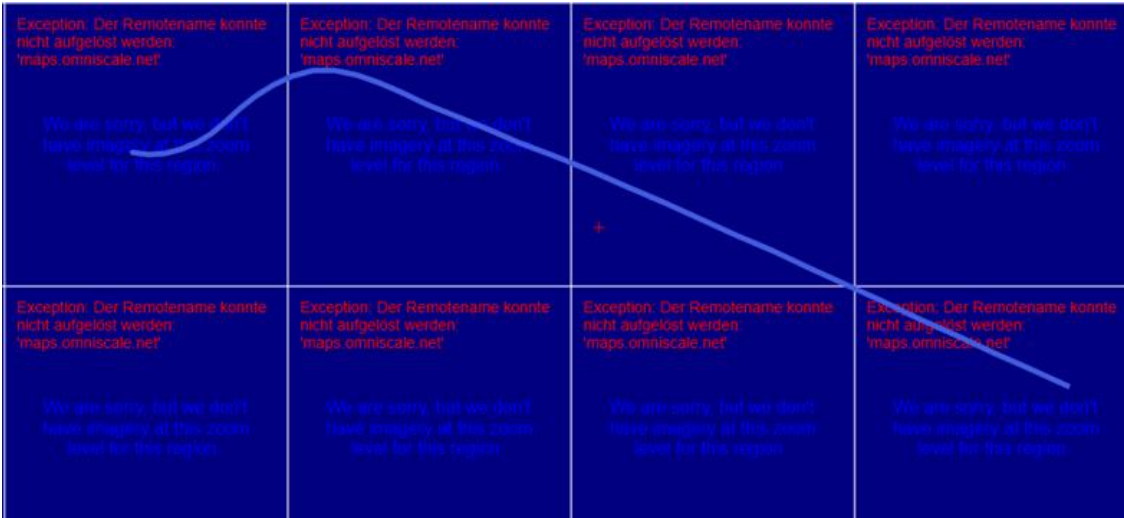 Exception: Der Remotename konnte
nicht aufgelöst werden:
'maps.omniscale.net'
We are sorry, but we don't
have imagery at this zoom
level for this region.
Exception: Der Remotename konnte
nicht aufgelöst werden:
'maps.omniscale.net'
We are sorry, but we don't
have imagery at this zoom
level for this region.
Exception: Der Remotename konnte
nicht aufgelöst werden:
'maps.omniscale.net'
We are sorry, but we don't
have imagery at this zoom
level for this region.
Exception: Der Remotename konnte
nicht aufgelöst werden:
'maps.omniscale.net'
We are sorry, but we don't
have imagery at this zoom
level for this region.
Exception: Der Remotename konnte
nicht aufgelöst werden:
'maps.omniscale.net'
We are sorry, but we don't
have imagery at this zoom
level for this region.
Exception: Der Remotename konnte
nicht aufgelöst werden:
'maps.omniscale.net'
We are sorry, but we don't
have imagery at this zoom
level for this region.
Exception: Der Remotename konnte
nicht aufgelöst werden:
'maps.omniscale.net'
We are sorry, but we don't
have imagery at this zoom
level for this region.
Exception: Der Remotename konnte
nicht aufgelöst werden:
'maps.omniscale.net'
We are sorry, but we don't
have imagery at this zoom
level for this region.